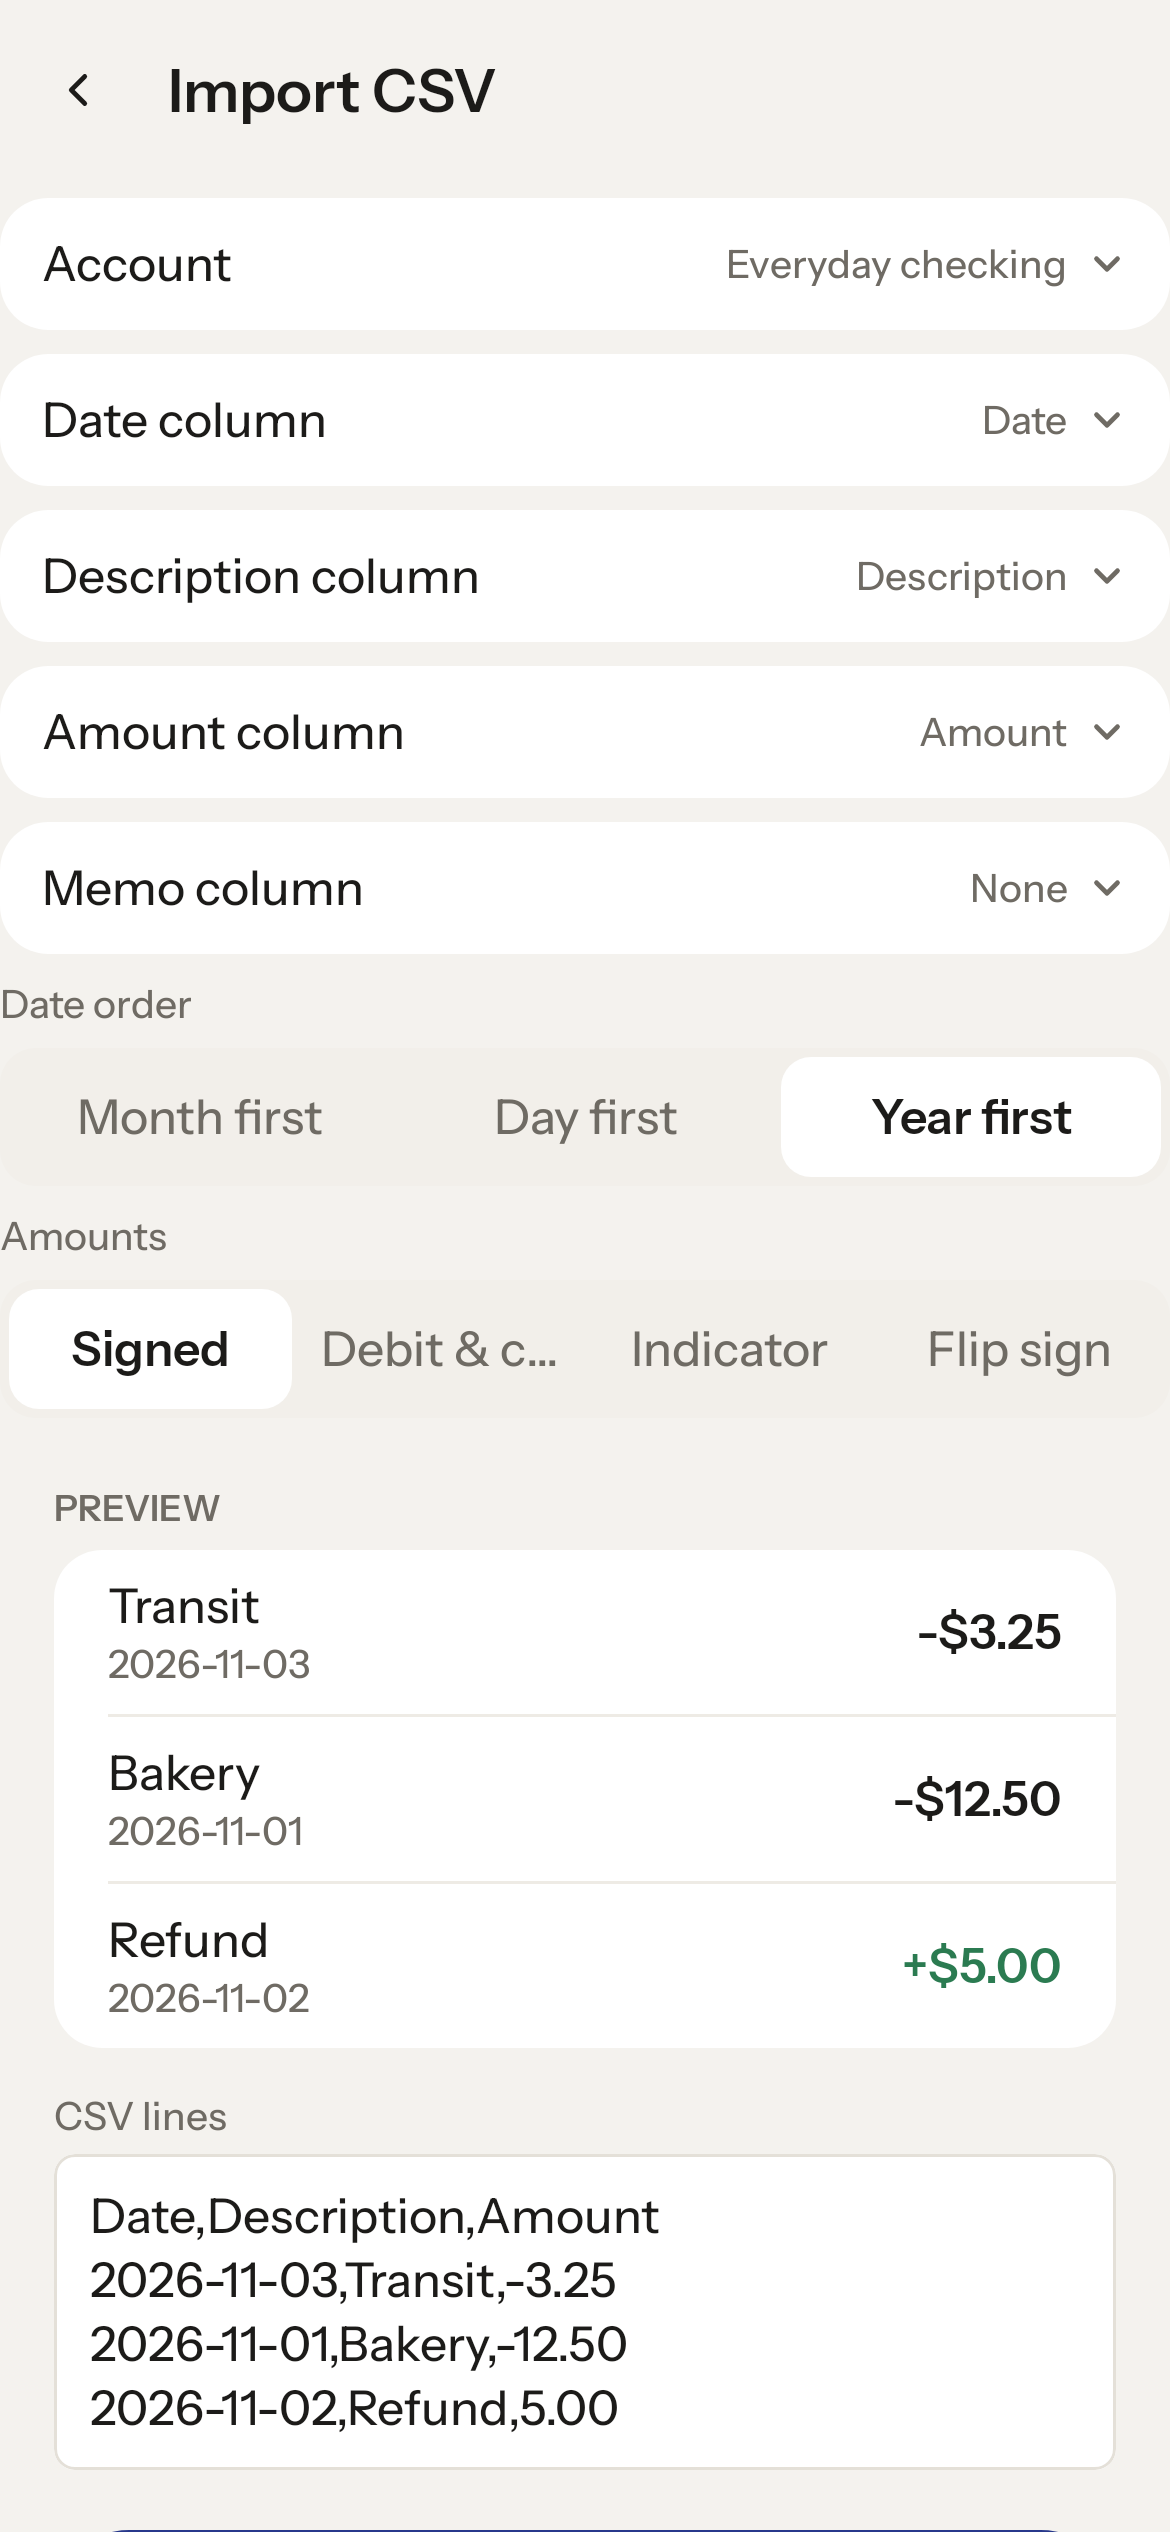 Import CSV
Account
Everyday checking
Date column
Date
Description column
Description
Amount column
Amount
Memo column
None
Date order
Month first
Day first
Year first
Amounts
Signed
Debit & c...
Indicator
Flip sign
PREVIEW
Transit
-$3.25
2026-11-03
Bakery
-$12.50
2026-11-01
Refund
+$5.00
2026-11-02
CSV lines
Date,Description,Amount
2026-11-03,Transit,-3.25
2026-11-01,Bakery,-12.50
2026-11-02,Refund,5.00